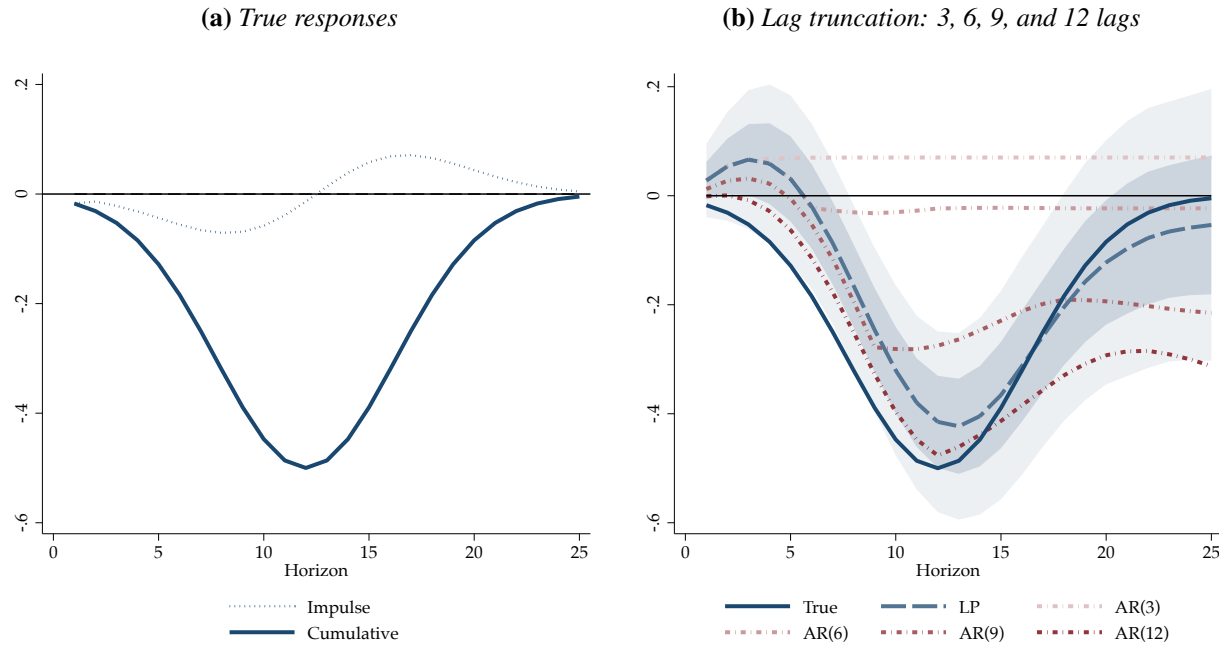 (a) True responses
.2
0
-.2
-.4
-.6
0 5 10 15 20 25
Horizon
Impulse
Cumulative
(b) Lag truncation: 3, 6, 9, and 12 lags
.2
0
-.2
-.4
-.6
0 5 10 15 20 25
Horizon
True LP AR(3)
AR(6) AR(9) AR(12)